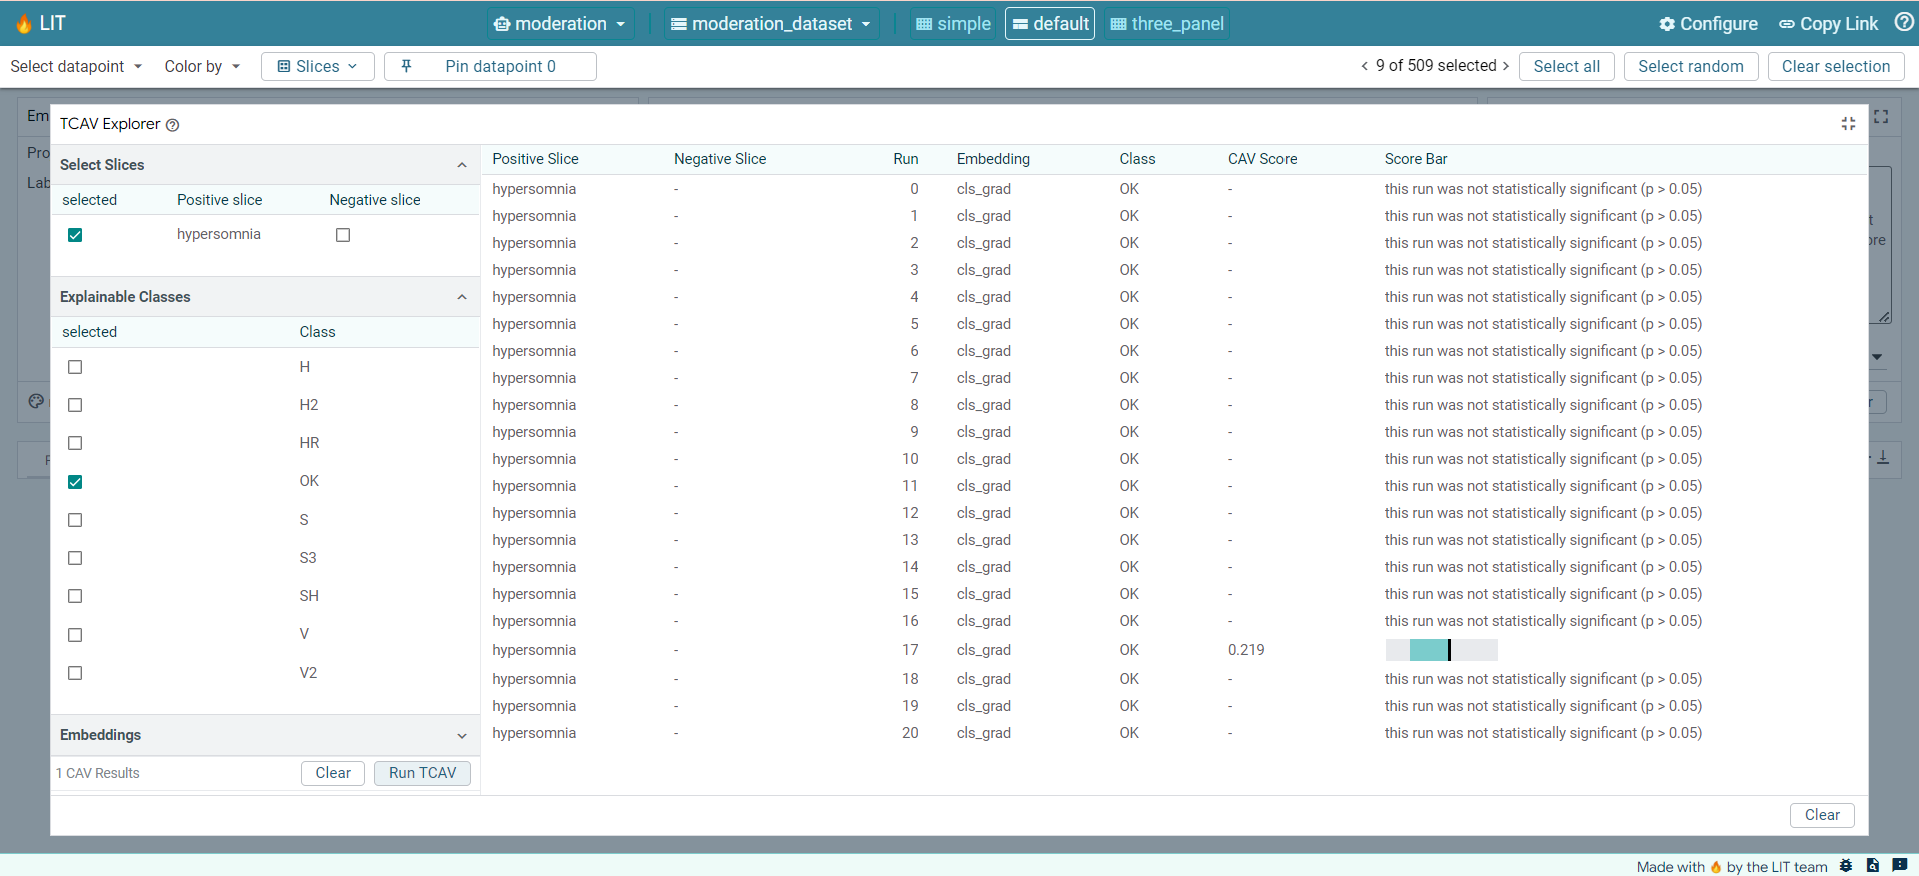 LIT moderation moderation_dataset simple default three_panel Configure Copy Link
Select datapoint Color by Slices Pin datapoint 0 9 of 509 selected Select all Select random Clear selection
TCAV Explorer
Select Slices
selected Positive slice Negative slice
hypersomnia
Explainable Classes
selected Class
H
H2
HR
OK
S
S3
SH
V
V2
Embeddings
1 CAV Results Clear Run TCAV
Positive Slice Negative Slice Run Embedding Class CAV Score Score Bar
hypersomnia - 0 cls_grad OK - this run was not statistically significant (p > 0.05)
hypersomnia - 1 cls_grad OK - this run was not statistically significant (p > 0.05)
hypersomnia - 2 cls_grad OK - this run was not statistically significant (p > 0.05)
hypersomnia - 3 cls_grad OK - this run was not statistically significant (p > 0.05)
hypersomnia - 4 cls_grad OK - this run was not statistically significant (p > 0.05)
hypersomnia - 5 cls_grad OK - this run was not statistically significant (p > 0.05)
hypersomnia - 6 cls_grad OK - this run was not statistically significant (p > 0.05)
hypersomnia - 7 cls_grad OK - this run was not statistically significant (p > 0.05)
hypersomnia - 8 cls_grad OK - this run was not statistically significant (p > 0.05)
hypersomnia - 9 cls_grad OK - this run was not statistically significant (p > 0.05)
hypersomnia - 10 cls_grad OK - this run was not statistically significant (p > 0.05)
hypersomnia - 11 cls_grad OK - this run was not statistically significant (p > 0.05)
hypersomnia - 12 cls_grad OK - this run was not statistically significant (p > 0.05)
hypersomnia - 13 cls_grad OK - this run was not statistically significant (p > 0.05)
hypersomnia - 14 cls_grad OK - this run was not statistically significant (p > 0.05)
hypersomnia - 15 cls_grad OK - this run was not statistically significant (p > 0.05)
hypersomnia - 16 cls_grad OK - this run was not statistically significant (p > 0.05)
hypersomnia - 17 cls_grad OK 0.219
hypersomnia - 18 cls_grad OK - this run was not statistically significant (p > 0.05)
hypersomnia - 19 cls_grad OK - this run was not statistically significant (p > 0.05)
hypersomnia - 20 cls_grad OK - this run was not statistically significant (p > 0.05)
Clear
Em
Pro
Lab
Made with 🔥 by the LIT team